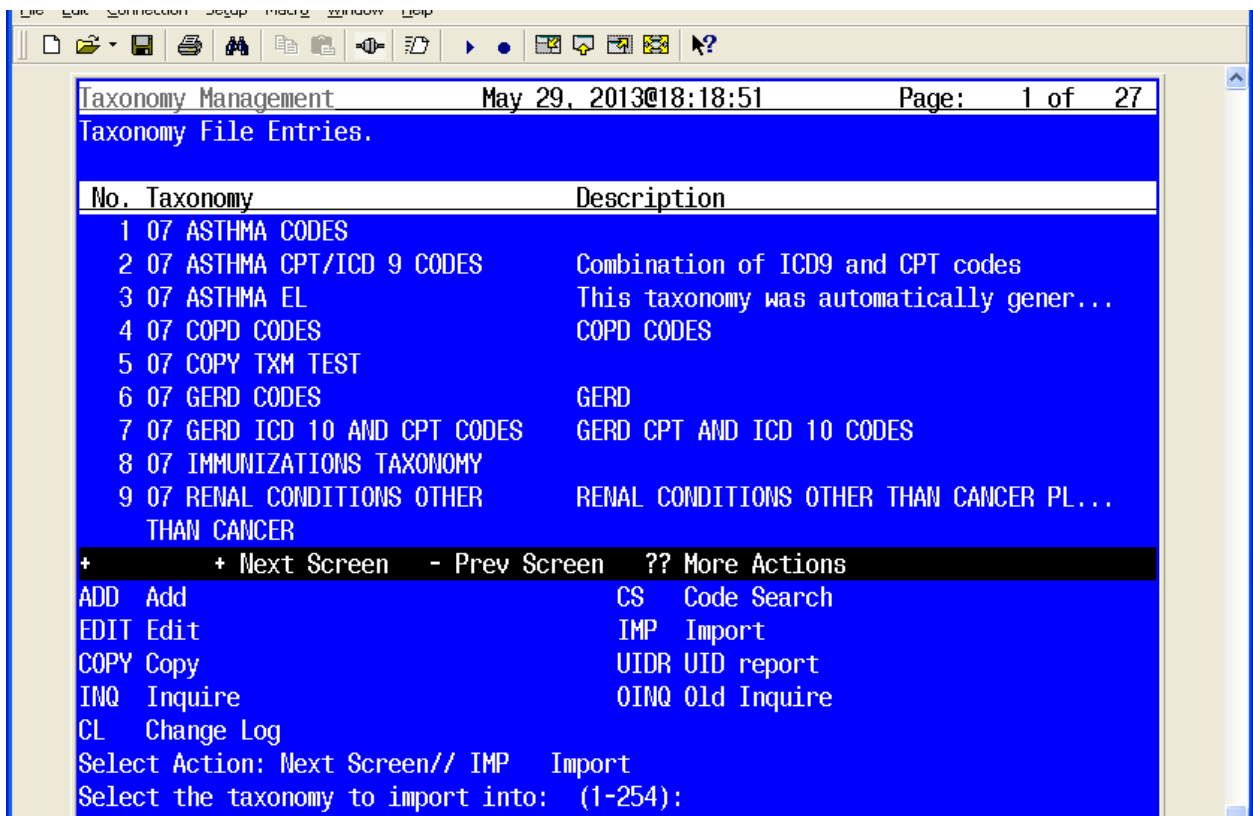 File Edit Connection Setup Macro Window Help
Taxonomy Management May 29, 2013@18:18:51 Page: 1 of 27
Taxonomy File Entries.
No. Taxonomy Description
1 07 ASTHMA CODES
2 07 ASTHMA CPT/ICD 9 CODES Combination of ICD9 and CPT codes
3 07 ASTHMA EL This taxonomy was automatically gener...
4 07 COPD CODES COPD CODES
5 07 COPY TXM TEST
6 07 GERD CODES GERD
7 07 GERD ICD 10 AND CPT CODES GERD CPT AND ICD 10 CODES
8 07 IMMUNIZATIONS TAXONOMY
9 07 RENAL CONDITIONS OTHER RENAL CONDITIONS OTHER THAN CANCER PL...
THAN CANCER
+ + Next Screen - Prev Screen ?? More Actions
ADD Add CS Code Search
EDIT Edit IMP Import
COPY Copy UIDR UID report
INQ Inquire OINQ Old Inquire
CL Change Log
Select Action: Next Screen// IMP Import
Select the taxonomy to import into: (1-254):